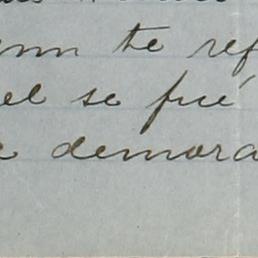 te ref
el se fué
demora